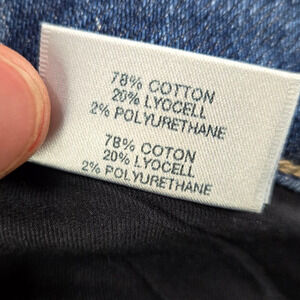 78% COTTON
20% LYOCELL
2% POLYURETHANE
78% COTON
20% LYOCELL
2% POLYURETHANE